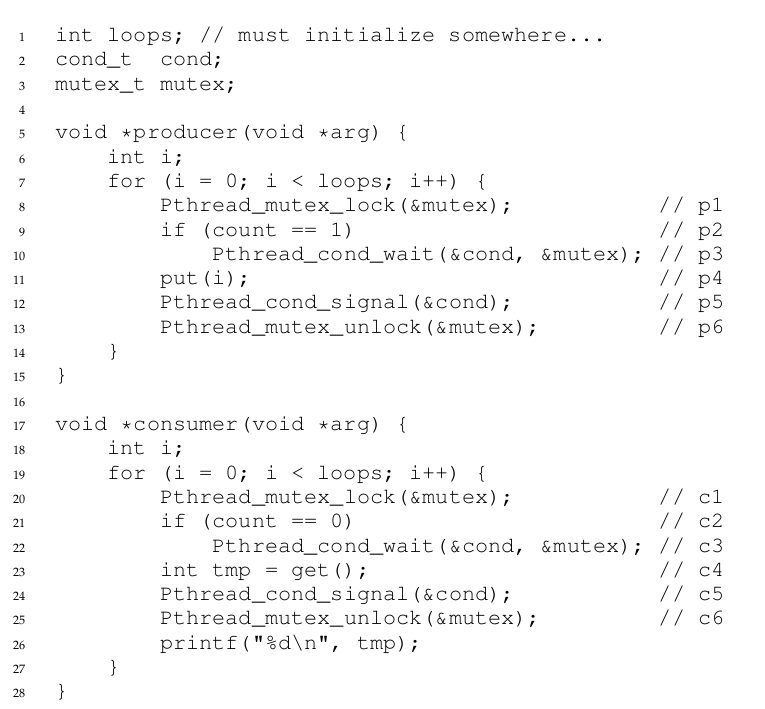 1 int loops; // must initialize somewhere...
2 cond_t  cond;
3 mutex_t mutex;
4
5 void *producer(void *arg) {
6     int i;
7     for (i = 0; i < loops; i++) {
8         Pthread_mutex_lock(&mutex);           // p1
9         if (count == 1)                       // p2
10             Pthread_cond_wait(&cond, &mutex); // p3
11         put(i);                               // p4
12         Pthread_cond_signal(&cond);           // p5
13         Pthread_mutex_unlock(&mutex);         // p6
14     }
15 }
16
17 void *consumer(void *arg) {
18     int i;
19     for (i = 0; i < loops; i++) {
20         Pthread_mutex_lock(&mutex);           // c1
21         if (count == 0)                       // c2
22             Pthread_cond_wait(&cond, &mutex); // c3
23         int tmp = get();                      // c4
24         Pthread_cond_signal(&cond);           // c5
25         Pthread_mutex_unlock(&mutex);         // c6
26         printf("%d\n", tmp);
27     }
28 }